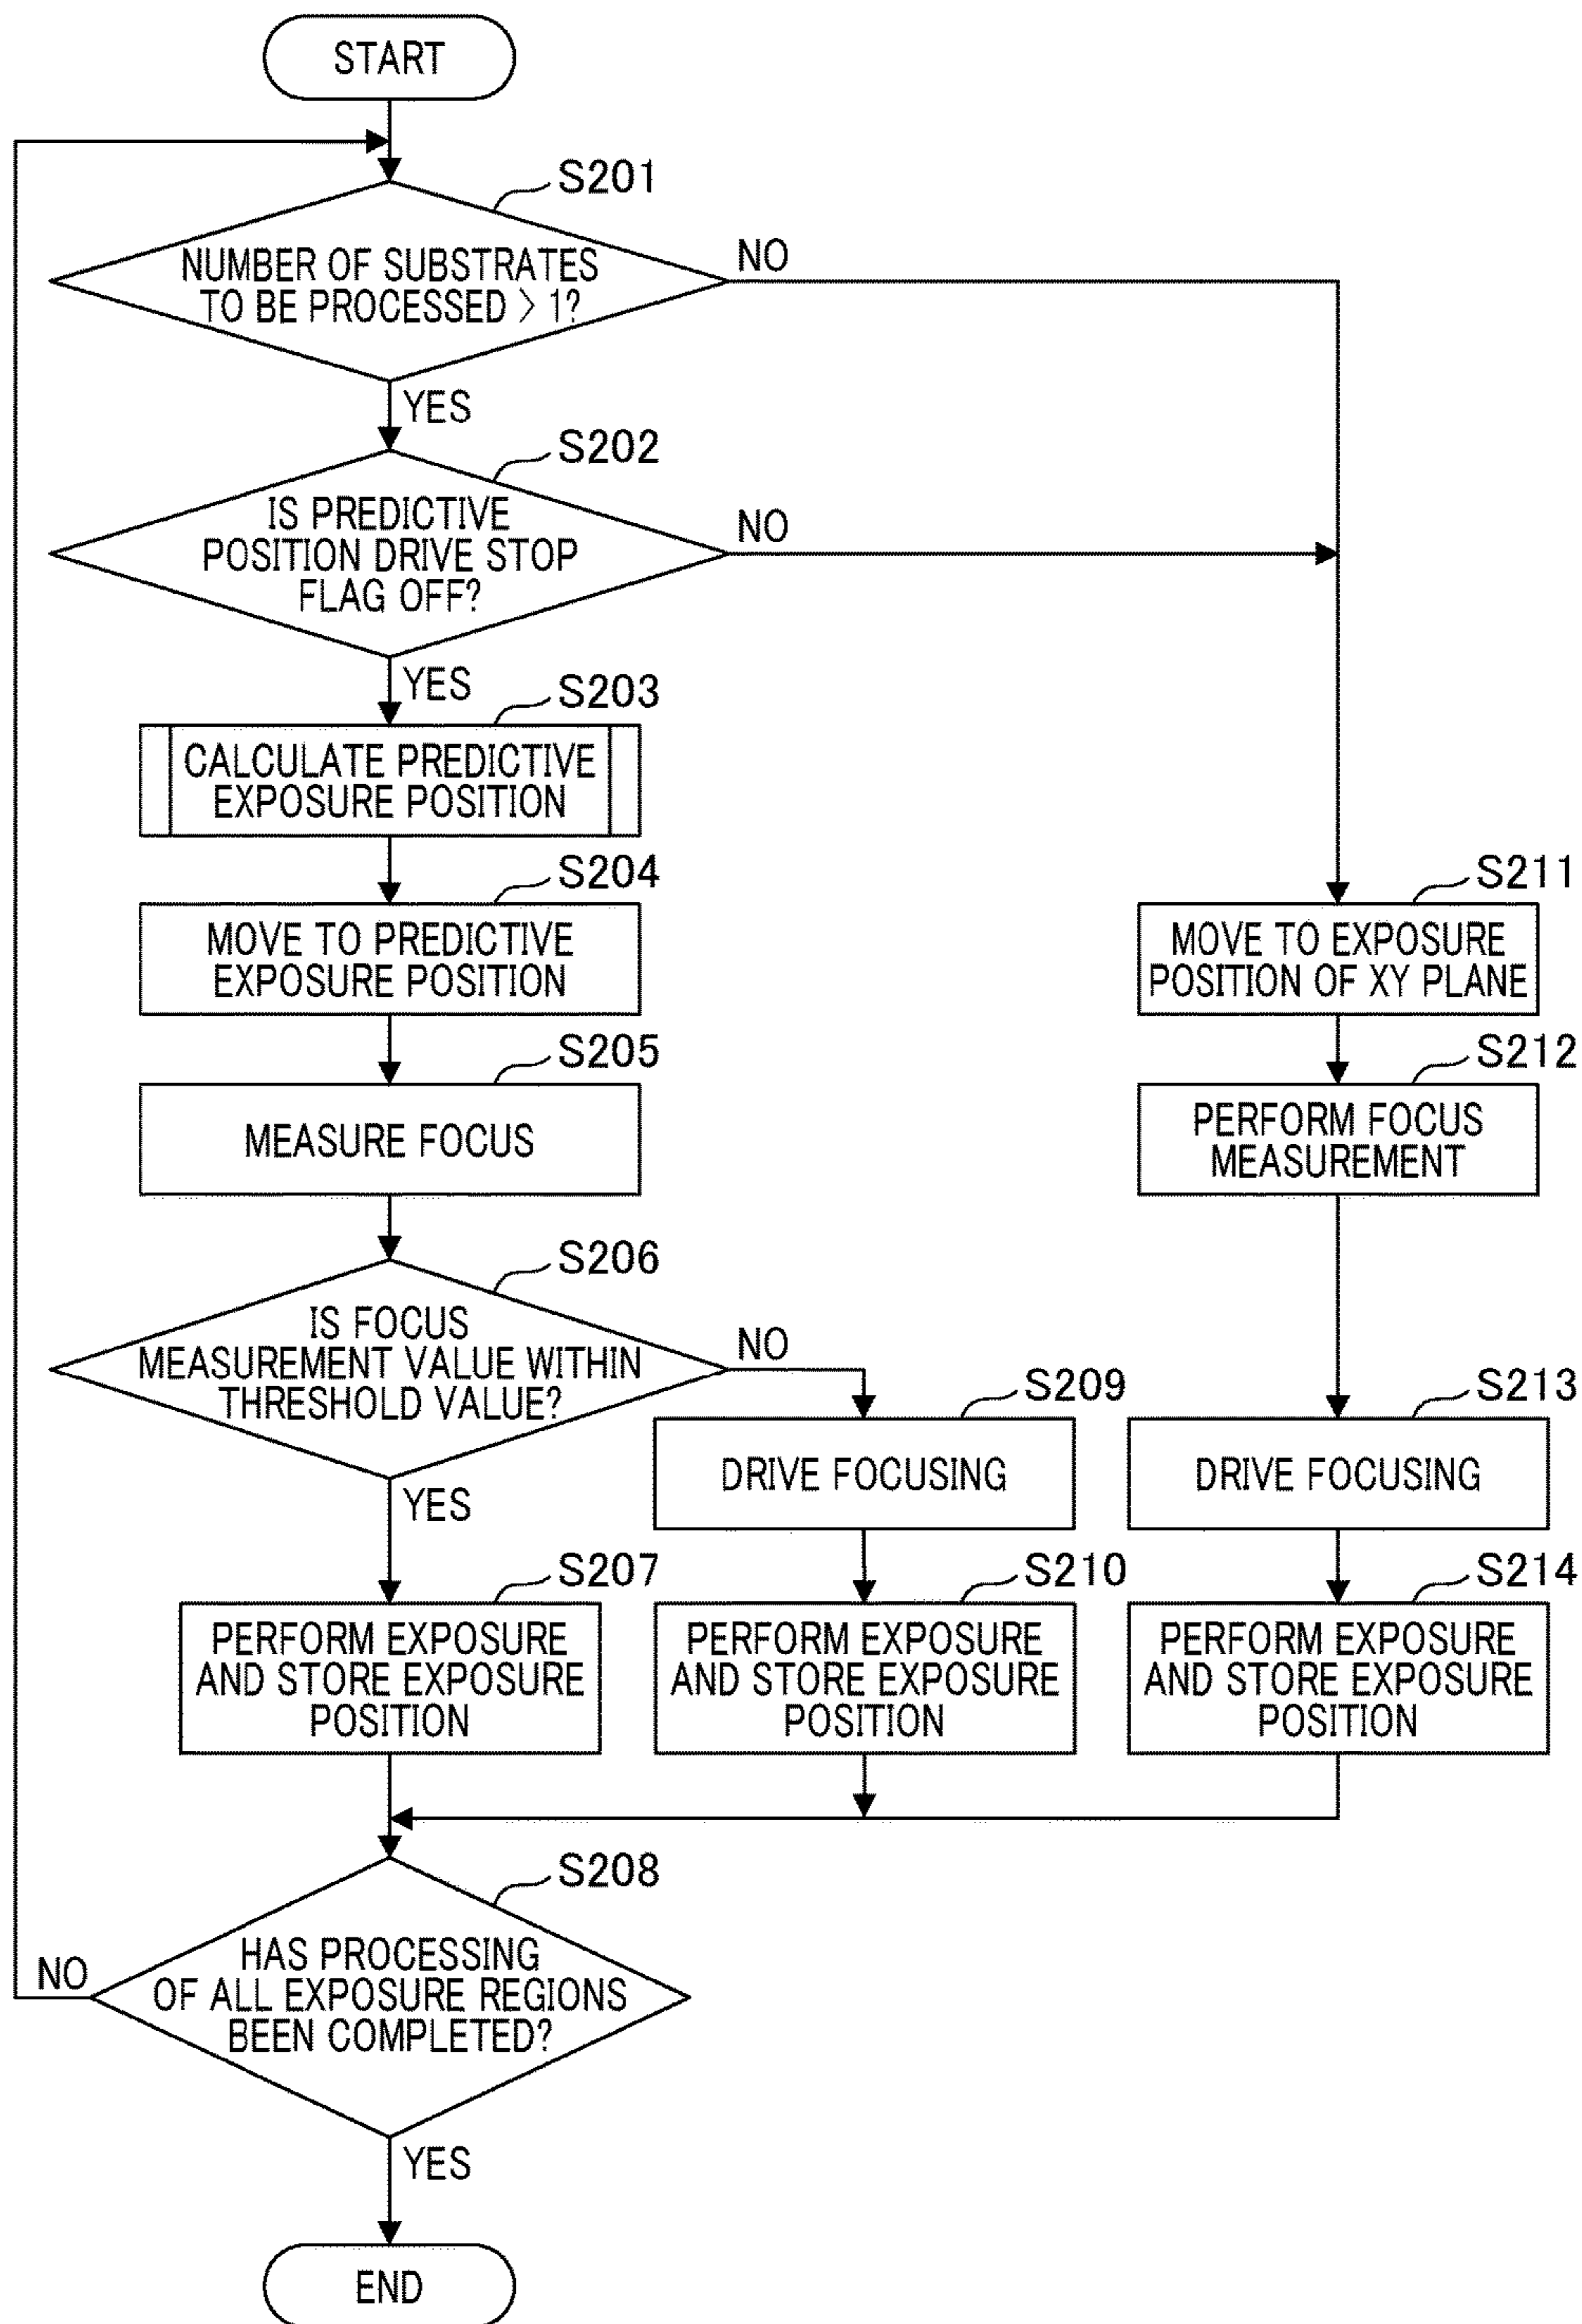 START
S201
NUMBER OF SUBSTRATES
TO BE PROCESSED > 1?
NO
YES
S202
IS PREDICTIVE
POSITION DRIVE STOP
FLAG OFF?
NO
YES
S203
CALCULATE PREDICTIVE
EXPOSURE POSITION
S204
MOVE TO PREDICTIVE
EXPOSURE POSITION
S211
MOVE TO EXPOSURE
POSITION OF XY PLANE
S205
MEASURE FOCUS
S212
PERFORM FOCUS
MEASUREMENT
S206
IS FOCUS
MEASUREMENT VALUE WITHIN
THRESHOLD VALUE?
NO
YES
S209
DRIVE FOCUSING
S213
DRIVE FOCUSING
S207
PERFORM EXPOSURE
AND STORE EXPOSURE
POSITION
S210
PERFORM EXPOSURE
AND STORE EXPOSURE
POSITION
S214
PERFORM EXPOSURE
AND STORE EXPOSURE
POSITION
S208
HAS PROCESSING
OF ALL EXPOSURE REGIONS
BEEN COMPLETED?
NO
YES
END